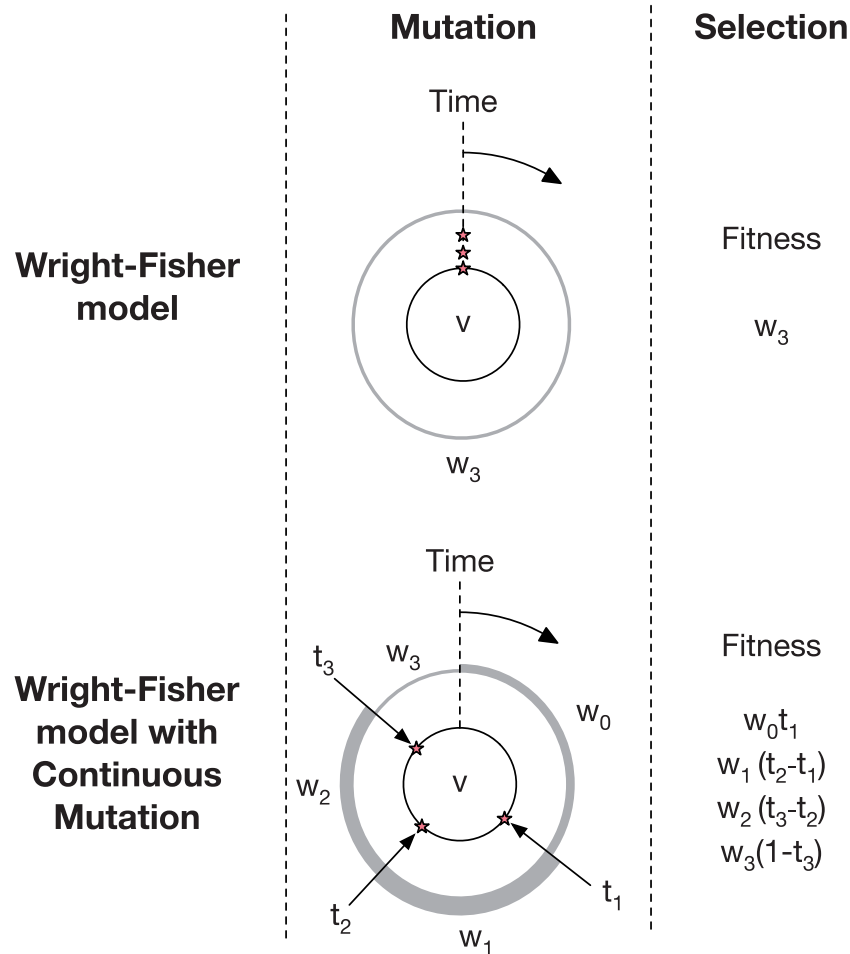 Mutation
Selection
Time
Wright-Fisher
model
v
w₃
Fitness
w₃
Time
Wright-Fisher
model with
Continuous
Mutation
t₃
w₃
w₀
w₂
v
t₂
t₁
w₁
Fitness
w₀t₁
w₁(t₂-t₁)
w₂(t₃-t₂)
w₃(1-t₃)